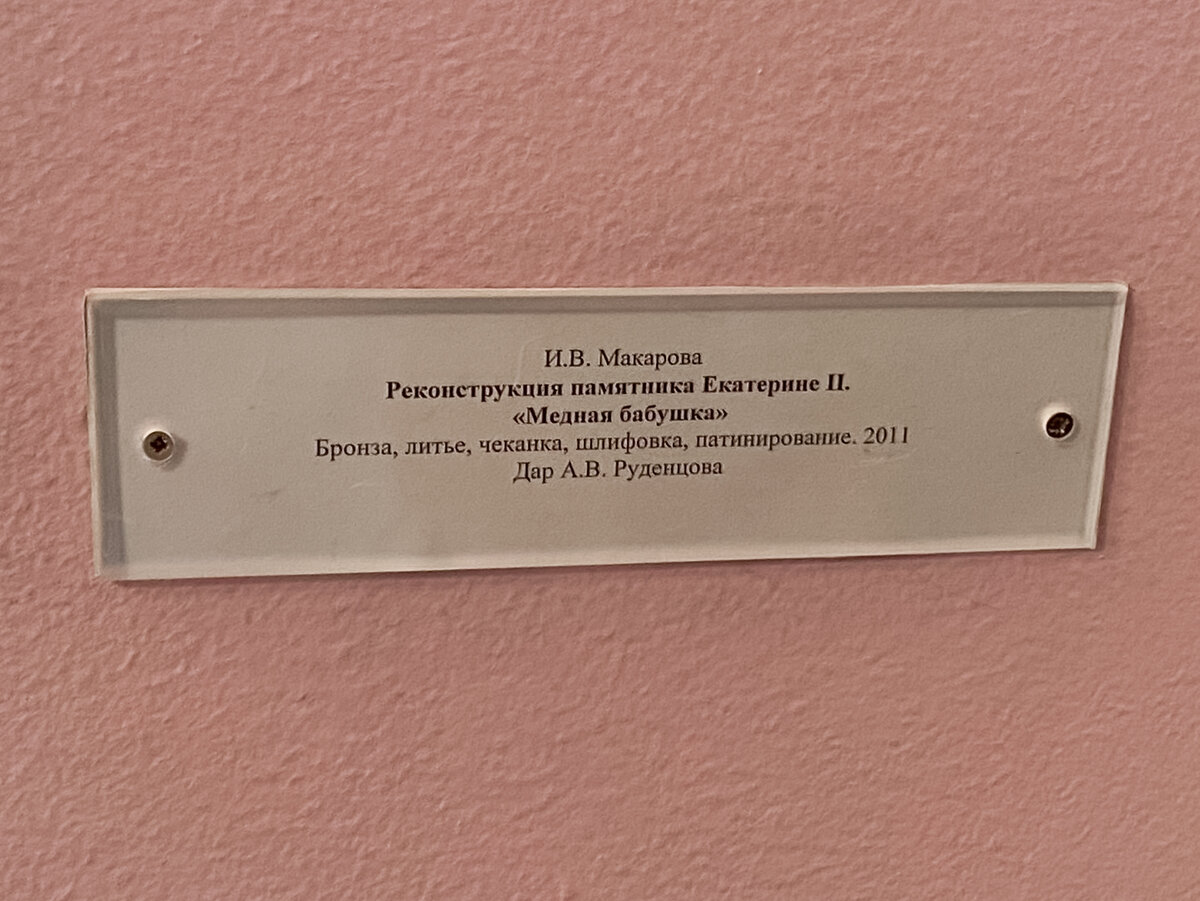 И.В. Макарова
Реконструкция памятника Екатерине II.
«Медная бабушка»
Бронза, литье, чеканка, шлифовка, патинирование. 2011
Дар А.В. Руденцова